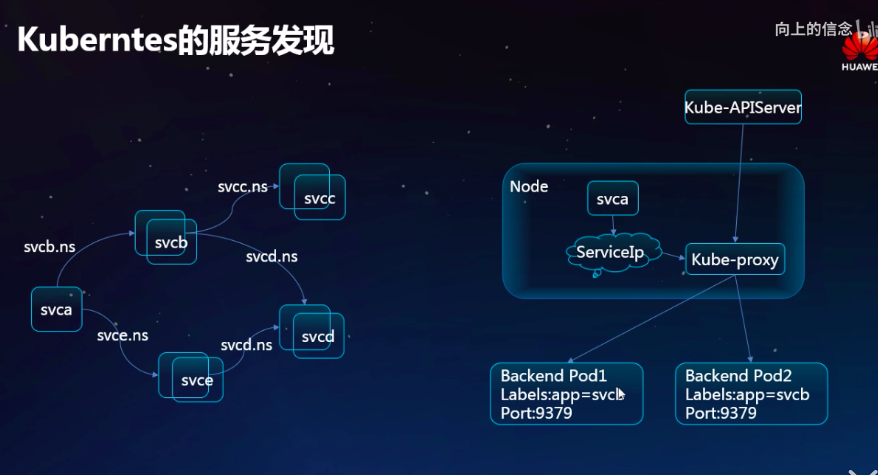 Kuberntes的服务发现
向上的信念
HUAWE
Kube-APIServer
svcc.ns
svcc
Node
svca
svcb.ns
svcb
svcd.ns
ServiceIp
Kube-proxy
svca
svce.ns
svcd.ns
svcd
svce
Backend Pod1
Labels:app=svcb
Port:9379
Backend Pod2
Labels:app=svcb
Port:9379